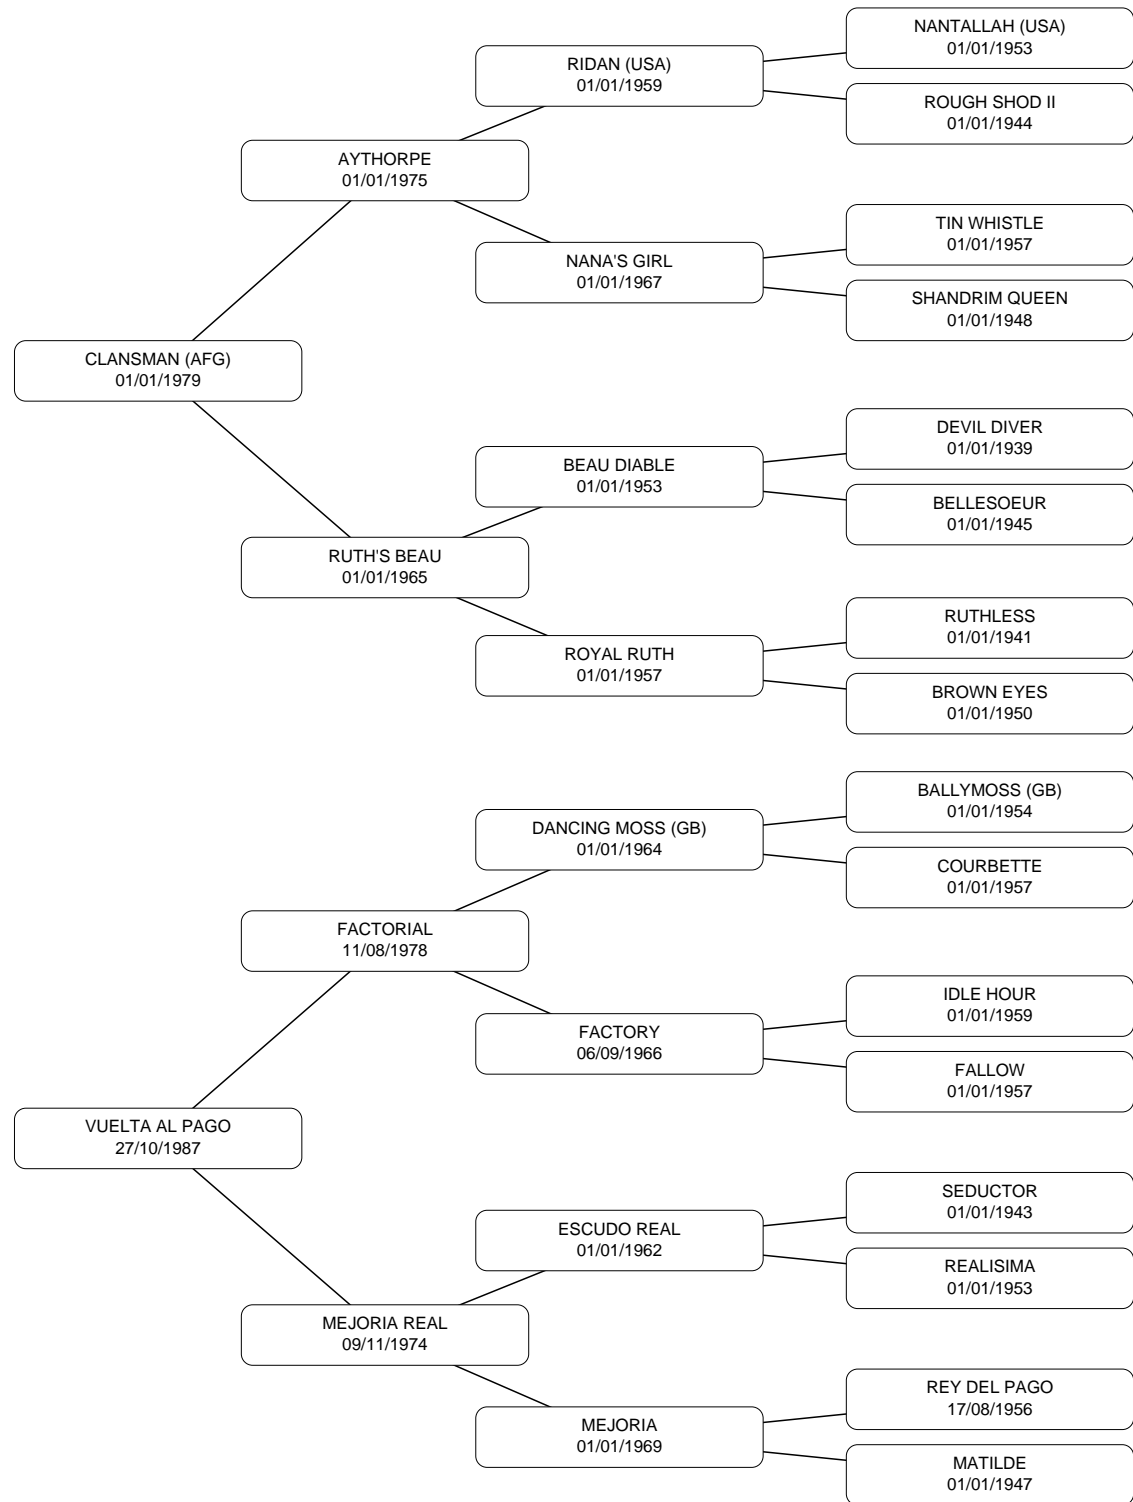 NANTALLAH (USA)
01/01/1953
RIDAN (USA)
01/01/1959
ROUGH SHOD II
01/01/1944
AYTHORPE
01/01/1975
TIN WHISTLE
01/01/1957
NANA'S GIRL
01/01/1967
SHANDRIM QUEEN
01/01/1948
CLANSMAN (AFG)
01/01/1979
DEVIL DIVER
01/01/1939
BEAU DIABLE
01/01/1953
BELLESOEUR
01/01/1945
RUTH'S BEAU
01/01/1965
RUTHLESS
01/01/1941
ROYAL RUTH
01/01/1957
BROWN EYES
01/01/1950
BALLYMOSS (GB)
01/01/1954
DANCING MOSS (GB)
01/01/1964
COURBETTE
01/01/1957
FACTORIAL
11/08/1978
IDLE HOUR
01/01/1959
FACTORY
06/09/1966
FALLOW
01/01/1957
VUELTA AL PAGO
27/10/1987
SEDUCTOR
01/01/1943
ESCUDO REAL
01/01/1962
REALISIMA
01/01/1953
MEJORIA REAL
09/11/1974
REY DEL PAGO
17/08/1956
MEJORIA
01/01/1969
MATILDE
01/01/1947